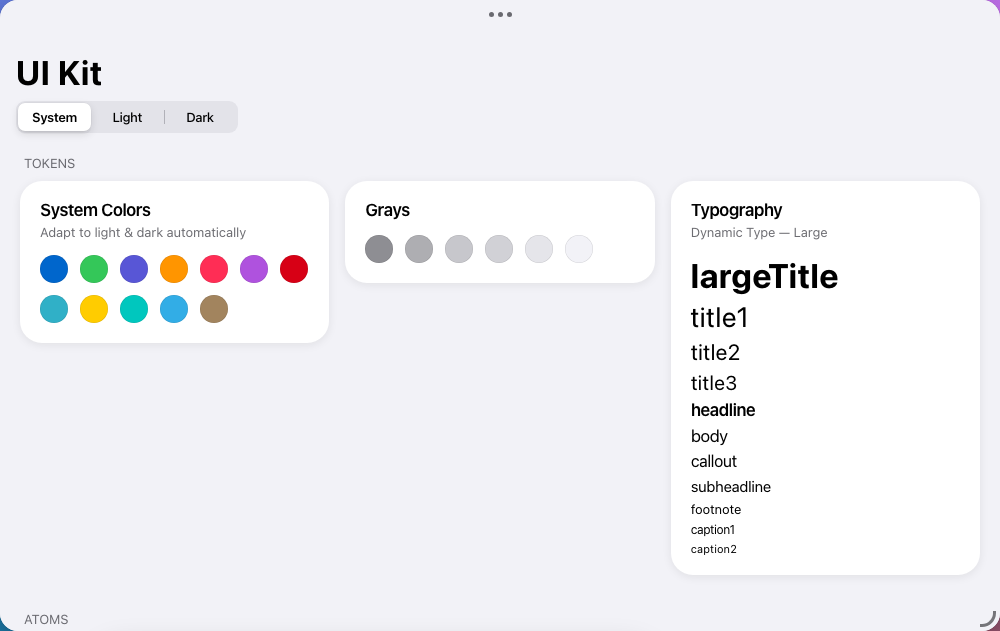 UI Kit
System Light Dark
TOKENS
System Colors
Adapt to light & dark automatically
Grays
Typography
Dynamic Type — Large
largeTitle
title1
title2
title3
headline
body
callout
subheadline
footnote
caption1
caption2
ATOMS